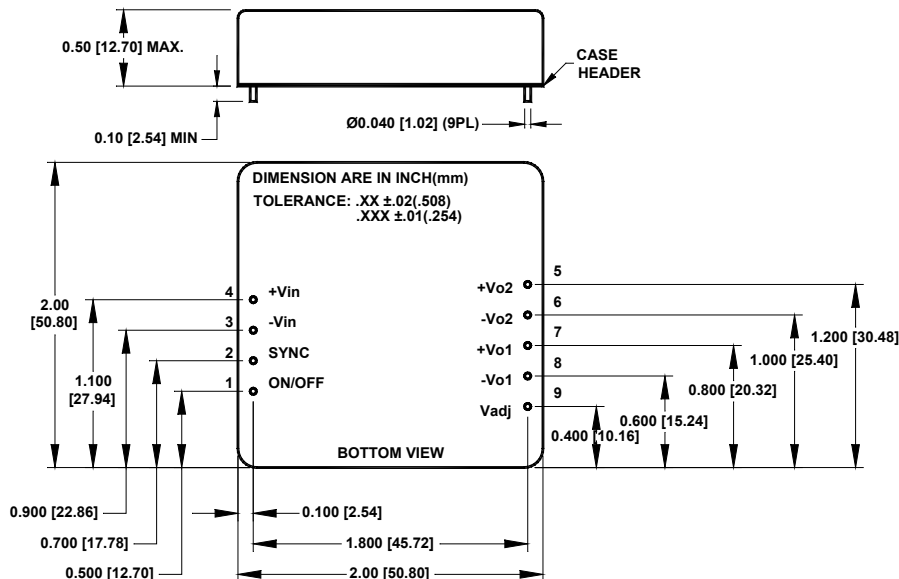 0.50 [12.70] MAX.
CASE
HEADER
0.10 [2.54] MIN
Ø0.040 [1.02] (9PL)
DIMENSION ARE IN INCH(mm)
TOLERANCE: .XX ±.02(.508)
.XXX ±.01(.254)
2.00
[50.80]
1.100
[27.94]
4 +Vin
3 -Vin
2 SYNC
1 ON/OFF
+Vo2 5
-Vo2 6
+Vo1 7
-Vo1 8
Vadj 9
1.200 [30.48]
1.000 [25.40]
0.800 [20.32]
0.600 [15.24]
0.400 [10.16]
BOTTOM VIEW
0.900 [22.86]
0.700 [17.78]
0.500 [12.70]
0.100 [2.54]
1.800 [45.72]
2.00 [50.80]